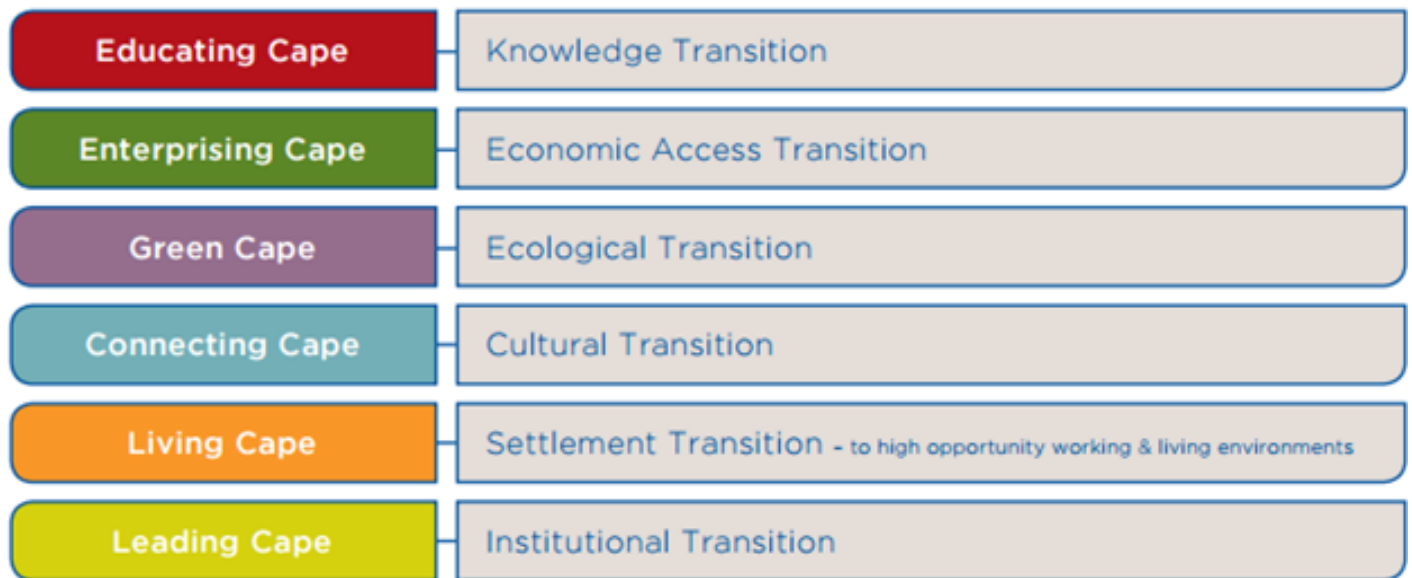 Educating Cape
Knowledge Transition
Enterprising Cape
Economic Access Transition
Green Cape
Ecological Transition
Connecting Cape
Cultural Transition
Living Cape
Settlement Transition - to high opportunity working & living environments
Leading Cape
Institutional Transition